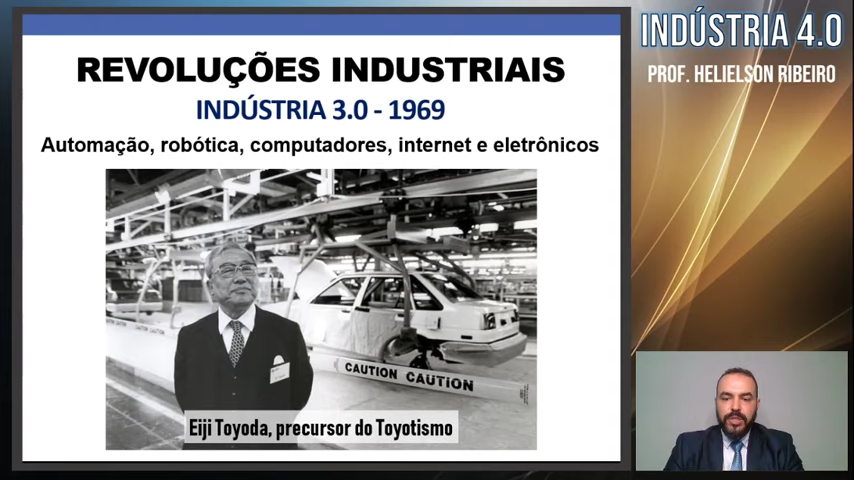 REVOLUÇÕES INDUSTRIAIS
INDÚSTRIA 3.0 - 1969
Automação, robótica, computadores, internet e eletrônicos
CAUTION CAUTION
CAUTION
Eiji Toyoda, precursor do Toyotismo
INDÚSTRIA 4.0
PROF. HELIELSON RIBEIRO